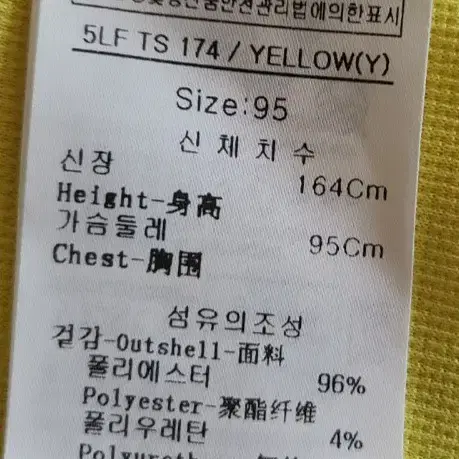 안전관리법에의한표시
5LF TS 174 / YELLOW(Y)
Size:95
신체치수
신장 164Cm
Height-身高
가슴둘레 95Cm
Chest-胸围
섬유의조성
겉감-Outshell-面料
폴리에스터 96%
Polyester-聚酯纤维
폴리우레탄 4%